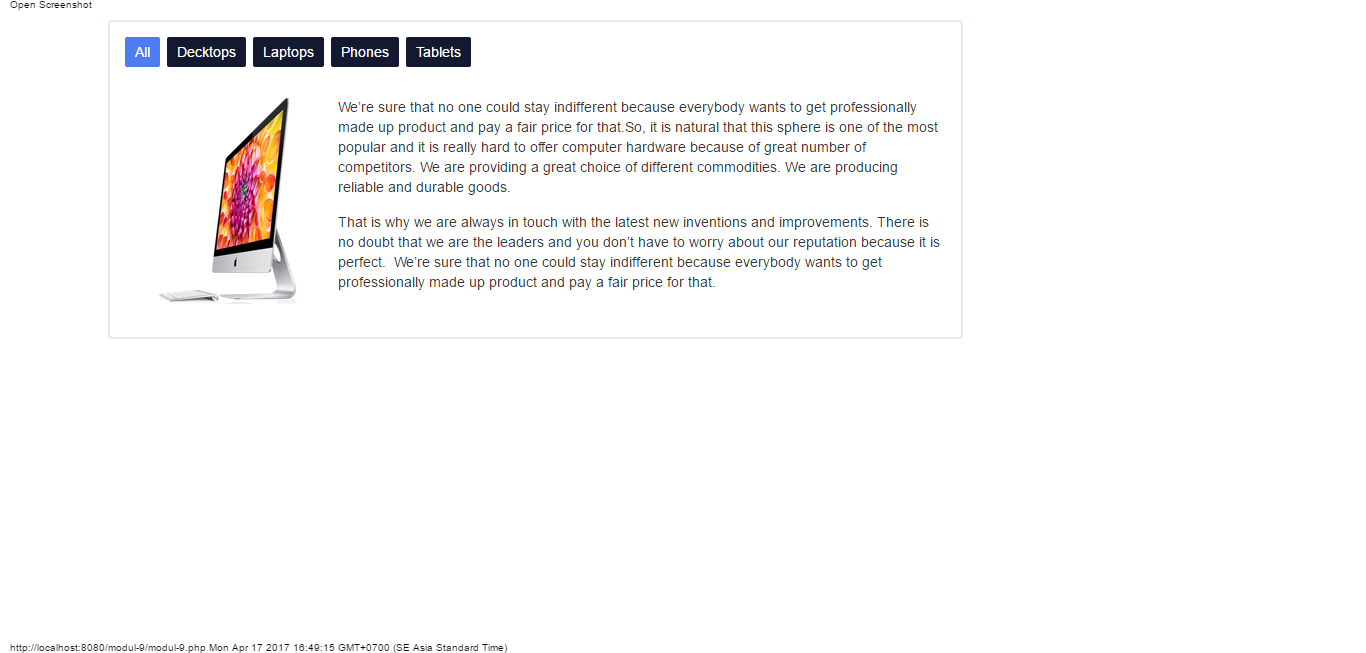 Open Screenshot
All Decktops Laptops Phones Tablets
We're sure that no one could stay indifferent because everybody wants to get professionally
made up product and pay a fair price for that.So, it is natural that this sphere is one of the most
popular and it is really hard to offer computer hardware because of great number of
competitors. We are providing a great choice of different commodities. We are producing
reliable and durable goods.
That is why we are always in touch with the latest new inventions and improvements. There is
no doubt that we are the leaders and you don't have to worry about our reputation because it is
perfect.  We're sure that no one could stay indifferent because everybody wants to get
professionally made up product and pay a fair price for that.
http://localhost:8080/modul-9/modul-9.php Mon Apr 17 2017 16:49:15 GMT+0700 (SE Asia Standard Time)